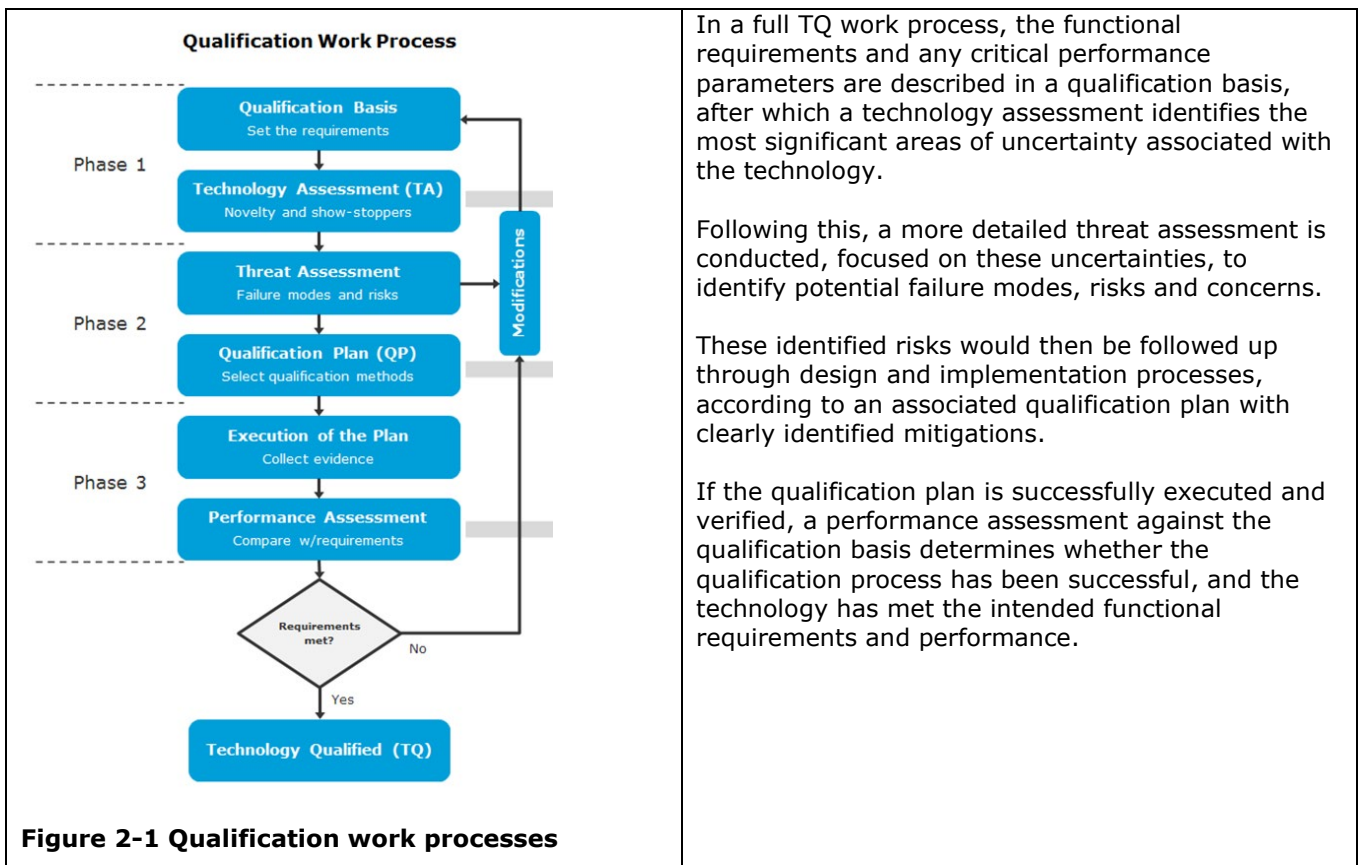 Qualification Work Process
Phase 1
Qualification Basis
Set the requirements
Technology Assessment (TA)
Novelty and show-stoppers
Phase 2
Threat Assessment
Failure modes and risks
Modifications
Qualification Plan (QP)
Select qualification methods
Phase 3
Execution of the Plan
Collect evidence
Performance Assessment
Compare w/requirements
Requirements
met?
No
Yes
Technology Qualified (TQ)
Figure 2-1 Qualification work processes
In a full TQ work process, the functional
requirements and any critical performance
parameters are described in a qualification basis,
after which a technology assessment identifies the
most significant areas of uncertainty associated with
the technology.
Following this, a more detailed threat assessment is
conducted, focused on these uncertainties, to
identify potential failure modes, risks and concerns.
These identified risks would then be followed up
through design and implementation processes,
according to an associated qualification plan with
clearly identified mitigations.
If the qualification plan is successfully executed and
verified, a performance assessment against the
qualification basis determines whether the
qualification process has been successful, and the
technology has met the intended functional
requirements and performance.